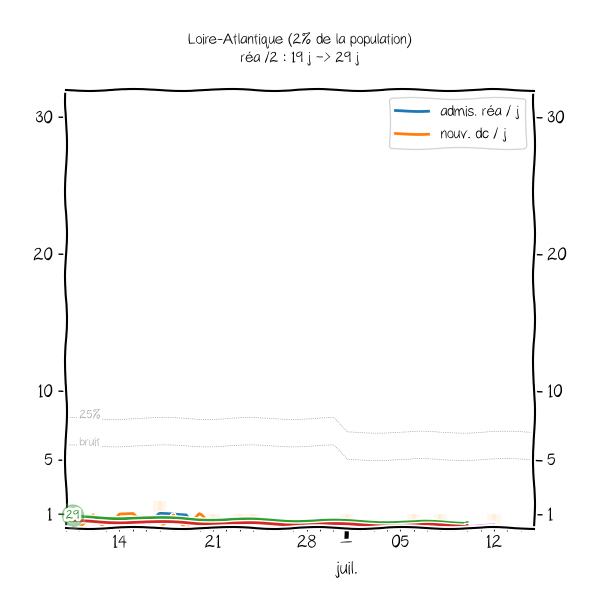 Loire-Atlantique (2% de la population)
réa /2 : 19 j -> 29 j
admis. réa / j
nouv. dc / j
30
30
20
20
10
10
25%
bruit
5
5
1
29
1
14
21
28
05
12
juil.